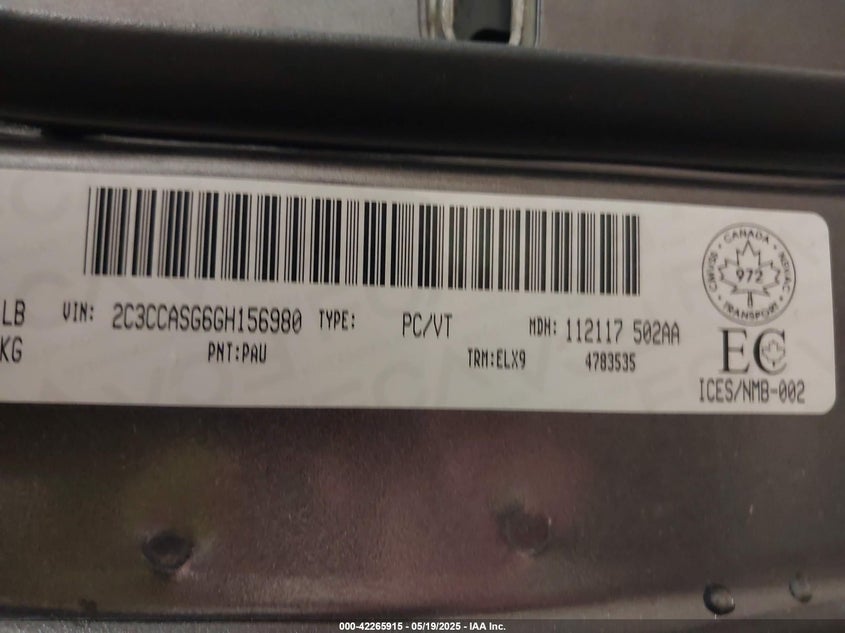 CANADA
972
TRANSPORT
LB VIN: 2C3CCASG6GH156980 TYPE: PC/VT MDH: 112117 502AA
KG PNT:PAU TRM:ELX9 4783535
EC
ICES/NMB-002
000-42265915 - 05/19/2025 - IAA Inc.